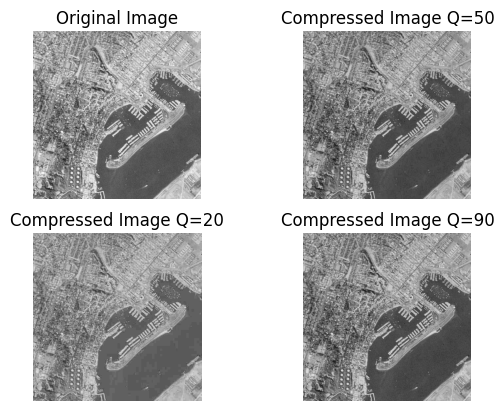 Original Image
Compressed Image Q=50
Compressed Image Q=20
Compressed Image Q=90